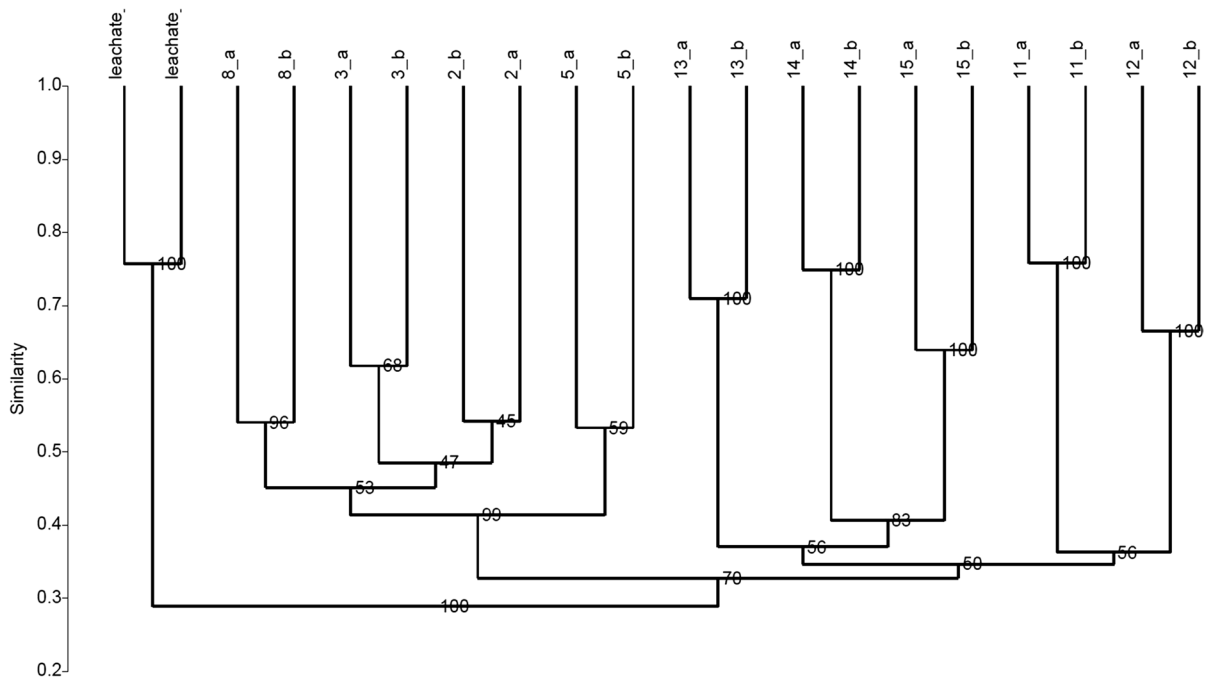 leachate_
leachate_
8_a
8_b
3_a
3_b
2_b
2_a
5_a
5_b
13_a
13_b
14_a
14_b
15_a
15_b
11_a
11_b
12_a
12_b
1.0
0.9
0.8
0.7
0.6
0.5
0.4
0.3
0.2
Similarity
100
100
100
100
100
100
68
96
45
59
47
53
99
83
56
56
50
70
100